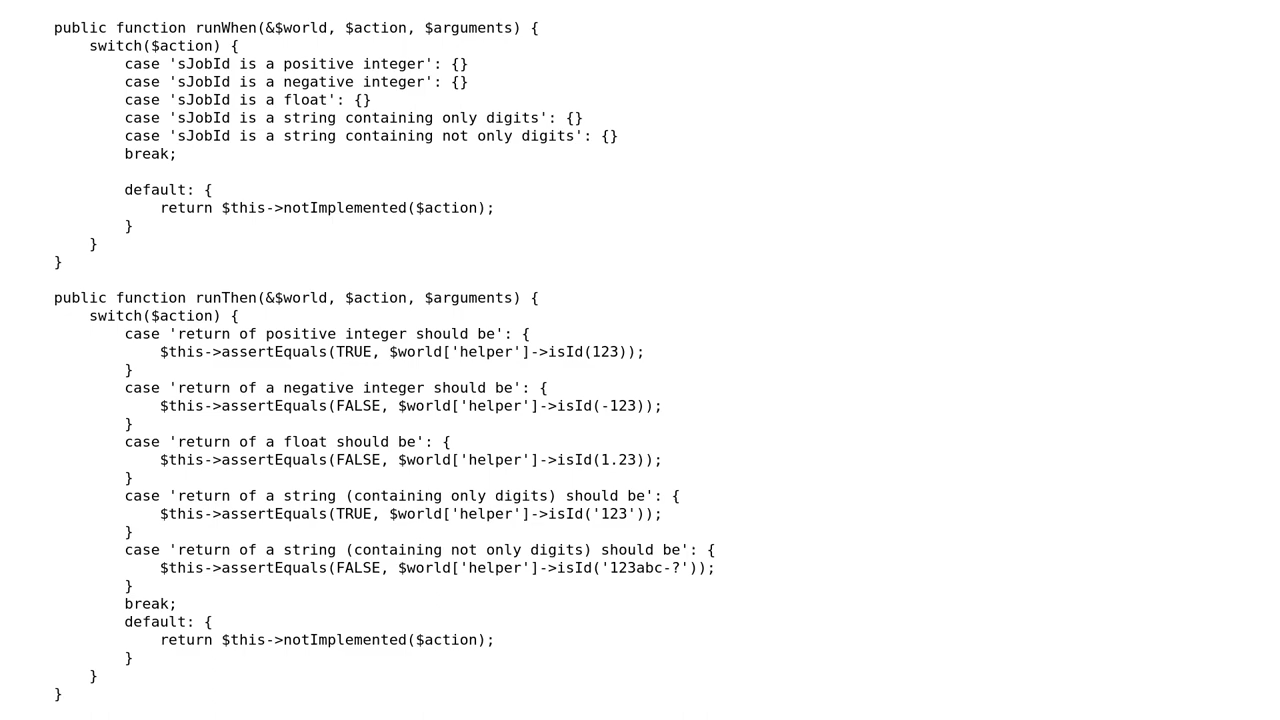 public function runWhen(&$world, $action, $arguments) {
    switch($action) {
        case 'sJobId is a positive integer': {}
        case 'sJobId is a negative integer': {}
        case 'sJobId is a float': {}
        case 'sJobId is a string containing only digits': {}
        case 'sJobId is a string containing not only digits': {}
        break;

        default: {
            return $this->notImplemented($action);
        }
    }
}

public function runThen(&$world, $action, $arguments) {
    switch($action) {
        case 'return of positive integer should be': {
            $this->assertEquals(TRUE, $world['helper']->isId(123));
        }
        case 'return of a negative integer should be': {
            $this->assertEquals(FALSE, $world['helper']->isId(-123));
        }
        case 'return of a float should be': {
            $this->assertEquals(FALSE, $world['helper']->isId(1.23));
        }
        case 'return of a string (containing only digits) should be': {
            $this->assertEquals(TRUE, $world['helper']->isId('123'));
        }
        case 'return of a string (containing not only digits) should be': {
            $this->assertEquals(FALSE, $world['helper']->isId('123abc-?'));
        }
        break;
        default: {
            return $this->notImplemented($action);
        }
    }
}